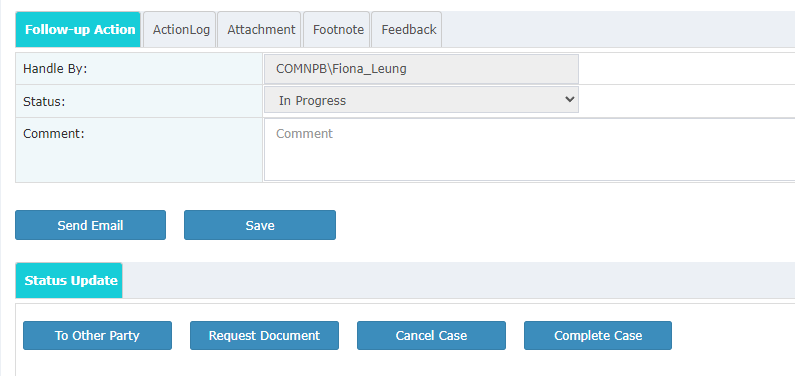 Follow-up Action ActionLog Attachment Footnote Feedback
Handle By: COMNPB\Fiona_Leung
Status: In Progress
Comment: Comment
Send Email Save
Status Update
To Other Party Request Document Cancel Case Complete Case